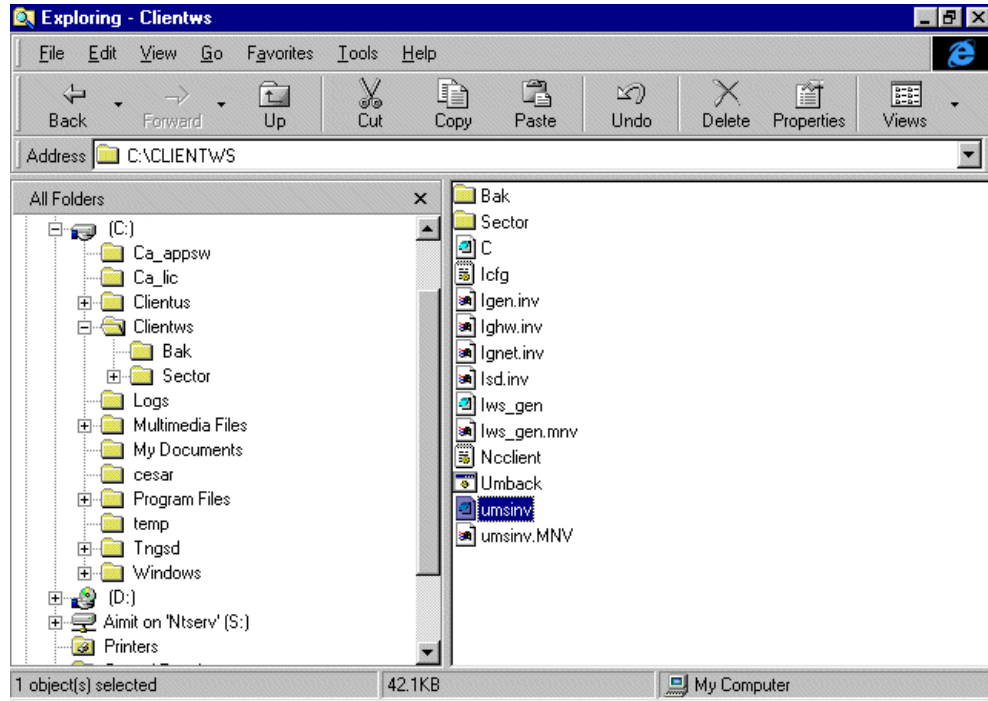 Exploring - Clientws
File Edit View Go Favorites Tools Help
Back Forward Up Cut Copy Paste Undo Delete Properties Views
Address C:\CLIENTWS
All Folders
(C:)
Ca_appsw
Ca_lic
Clientus
Clientws
Bak
Sector
Logs
Multimedia Files
My Documents
cesar
Program Files
temp
Tngsd
Windows
(D:)
Aimit on 'Ntserv' (S:)
Printers
Bak
Sector
C
Icfg
Igen.inv
Ighw.inv
Ignet.inv
Isd.inv
Iws_gen
Iws_gen.mnv
Ncclient
Umback
umsinv
umsinv.MNV
1 object(s) selected 42.1KB My Computer